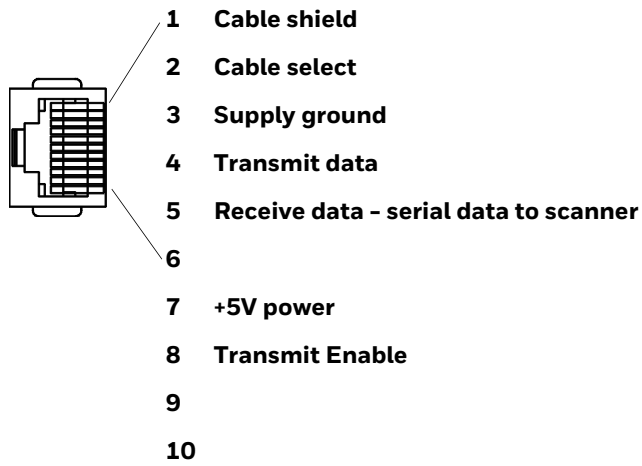 1 Cable shield
2 Cable select
3 Supply ground
4 Transmit data
5 Receive data - serial data to scanner
6
7 +5V power
8 Transmit Enable
9
10